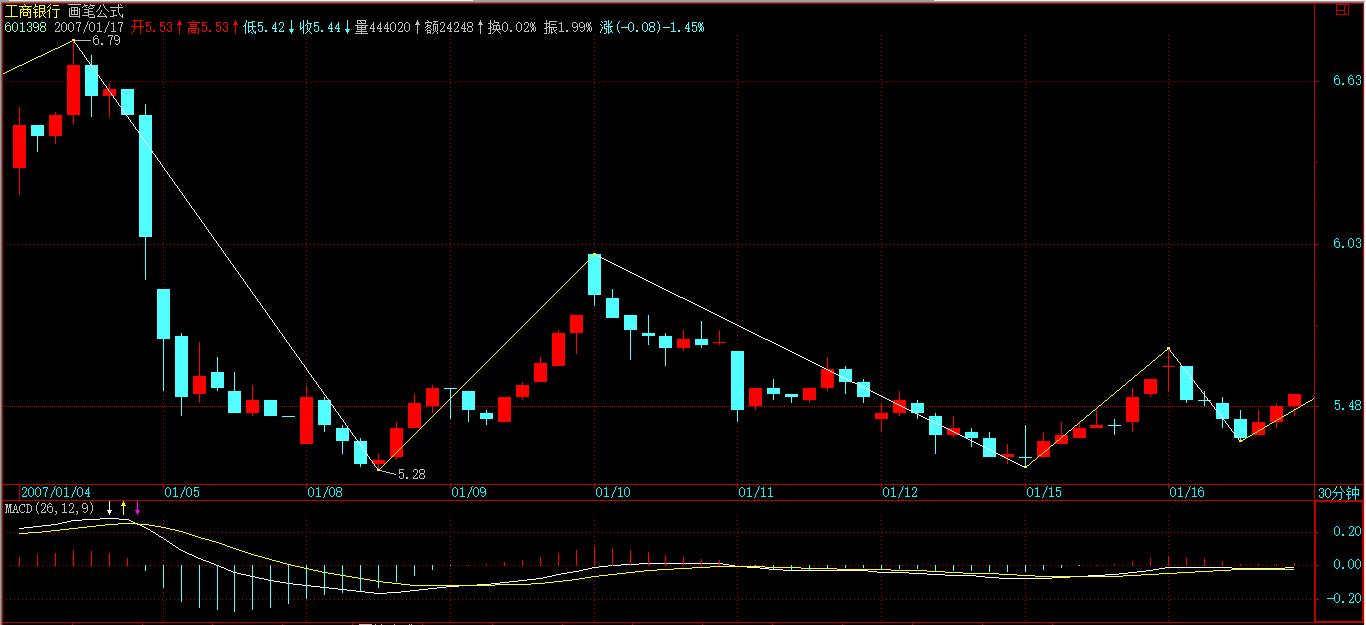 工商银行 画笔公式
601398 2007/01/17 开5.53↑高5.53↑低5.42↓收5.44↓量444020↑额24248↑换0.02% 振1.99% 涨(-0.08)-1.45%
6.79
6.63
6.03
5.48
5.28
2007/01/04 01/05 01/08 01/09 01/10 01/11 01/12 01/15 01/16 30分钟
MACD(26,12,9) ↓ ↑ ↓
0.20
0.00
-0.20